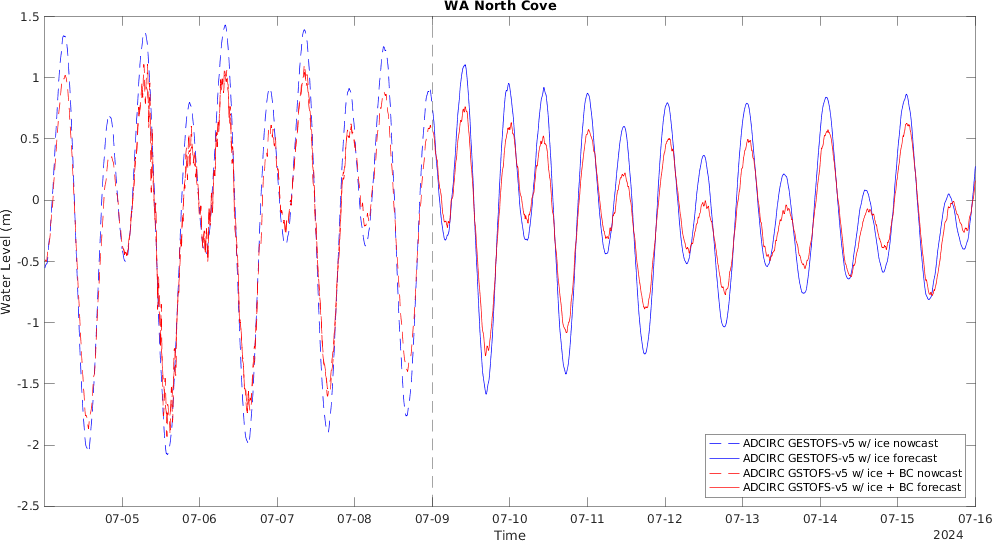 WA North Cove
Water Level (m)
1.5
1
0.5
0
-0.5
-1
-1.5
-2
-2.5
07-05 07-06 07-07 07-08 07-09 07-10 07-11 07-12 07-13 07-14 07-15 07-16
Time
2024
ADCIRC GESTOFS-v5 w/ ice nowcast
ADCIRC GESTOFS-v5 w/ ice forecast
ADCIRC GSTOFS-v5 w/ ice + BC nowcast
ADCIRC GSTOFS-v5 w/ ice + BC forecast